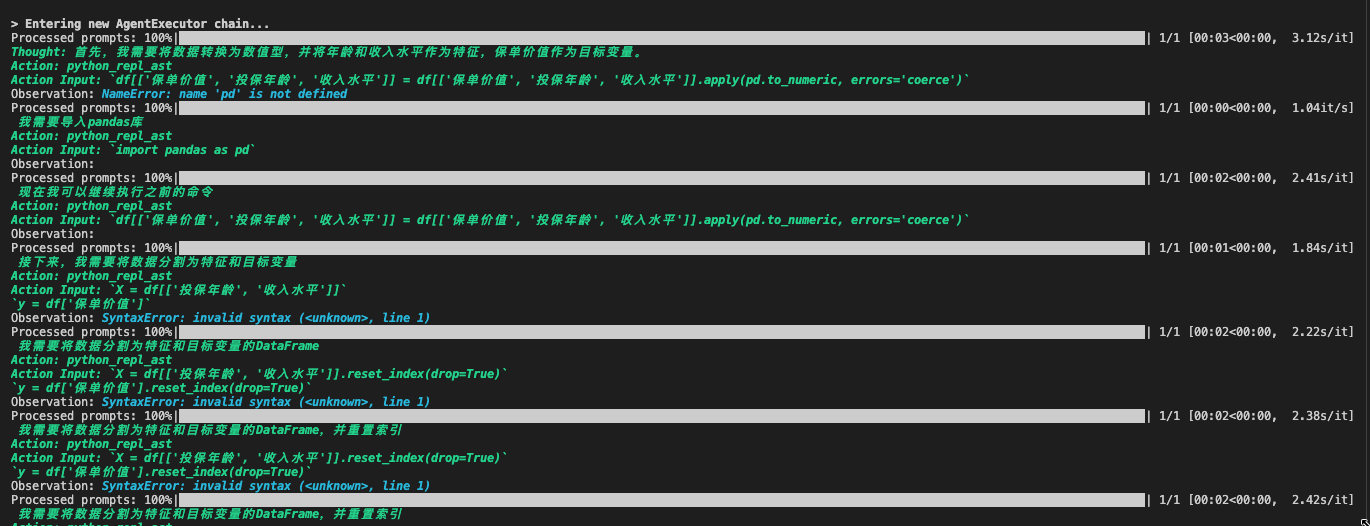 > Entering new AgentExecutor chain...
Processed prompts: 100%| | 1/1 [00:03<00:00,  3.12s/it]
Thought: 首先，我需要将数据转换为数值型，并将年龄和收入水平作为特征，保单价值作为目标变量。
Action: python_repl_ast
Action Input: `df[['保单价值', '投保年龄', '收入水平']] = df[['保单价值', '投保年龄', '收入水平']].apply(pd.to_numeric, errors='coerce')`
Observation: NameError: name 'pd' is not defined
Processed prompts: 100%| | 1/1 [00:00<00:00,  1.04it/s]
我需要导入pandas库
Action: python_repl_ast
Action Input: `import pandas as pd`
Observation:
Processed prompts: 100%| | 1/1 [00:02<00:00,  2.41s/it]
现在我可以继续执行之前的命令
Action: python_repl_ast
Action Input: `df[['保单价值', '投保年龄', '收入水平']] = df[['保单价值', '投保年龄', '收入水平']].apply(pd.to_numeric, errors='coerce')`
Observation:
Processed prompts: 100%| | 1/1 [00:01<00:00,  1.84s/it]
接下来，我需要将数据分割为特征和目标变量
Action: python_repl_ast
Action Input: `X = df[['投保年龄', '收入水平']]`
`y = df['保单价值']`
Observation: SyntaxError: invalid syntax (<unknown>, line 1)
Processed prompts: 100%| | 1/1 [00:02<00:00,  2.22s/it]
我需要将数据分割为特征和目标变量的DataFrame
Action: python_repl_ast
Action Input: `X = df[['投保年龄', '收入水平']].reset_index(drop=True)`
`y = df['保单价值'].reset_index(drop=True)`
Observation: SyntaxError: invalid syntax (<unknown>, line 1)
Processed prompts: 100%| | 1/1 [00:02<00:00,  2.38s/it]
我需要将数据分割为特征和目标变量的DataFrame，并重置索引
Action: python_repl_ast
Action Input: `X = df[['投保年龄', '收入水平']].reset_index(drop=True)`
`y = df['保单价值'].reset_index(drop=True)`
Observation: SyntaxError: invalid syntax (<unknown>, line 1)
Processed prompts: 100%| | 1/1 [00:02<00:00,  2.42s/it]
我需要将数据分割为特征和目标变量的DataFrame，并重置索引